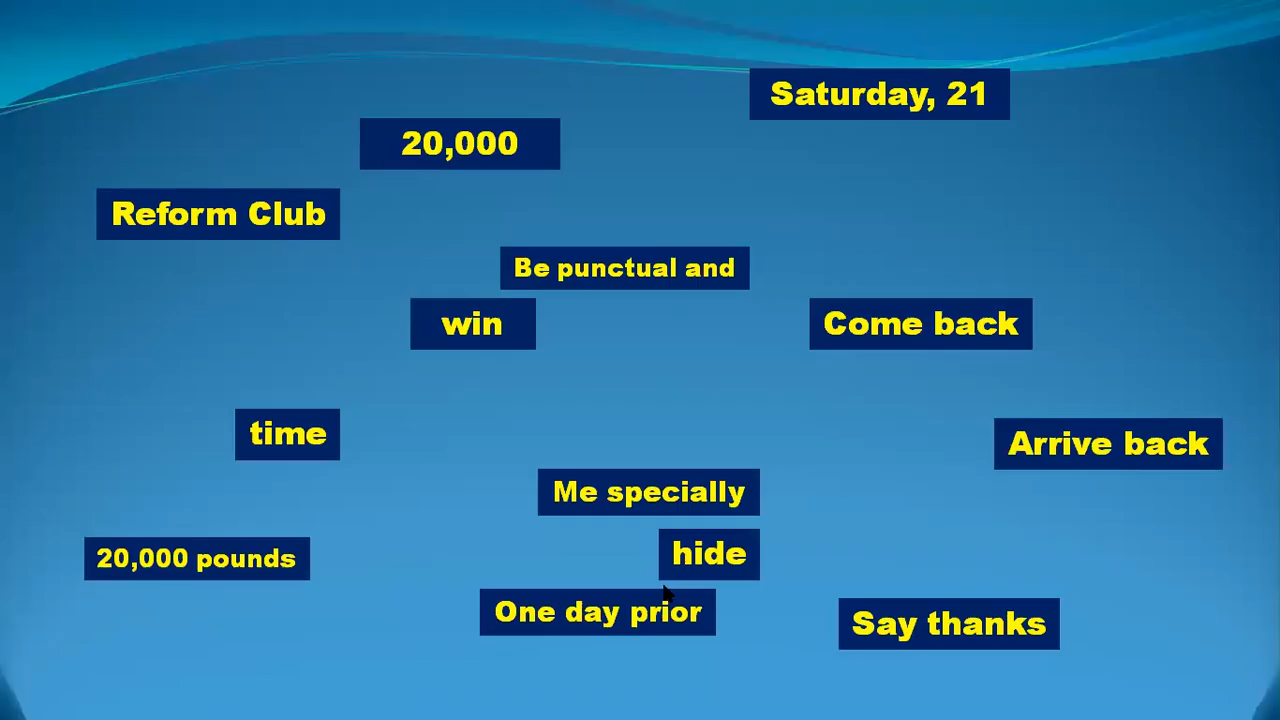 Saturday, 21
20,000
Reform Club
Be punctual and
win
Come back
time
Arrive back
Me specially
hide
20,000 pounds
One day prior
Say thanks